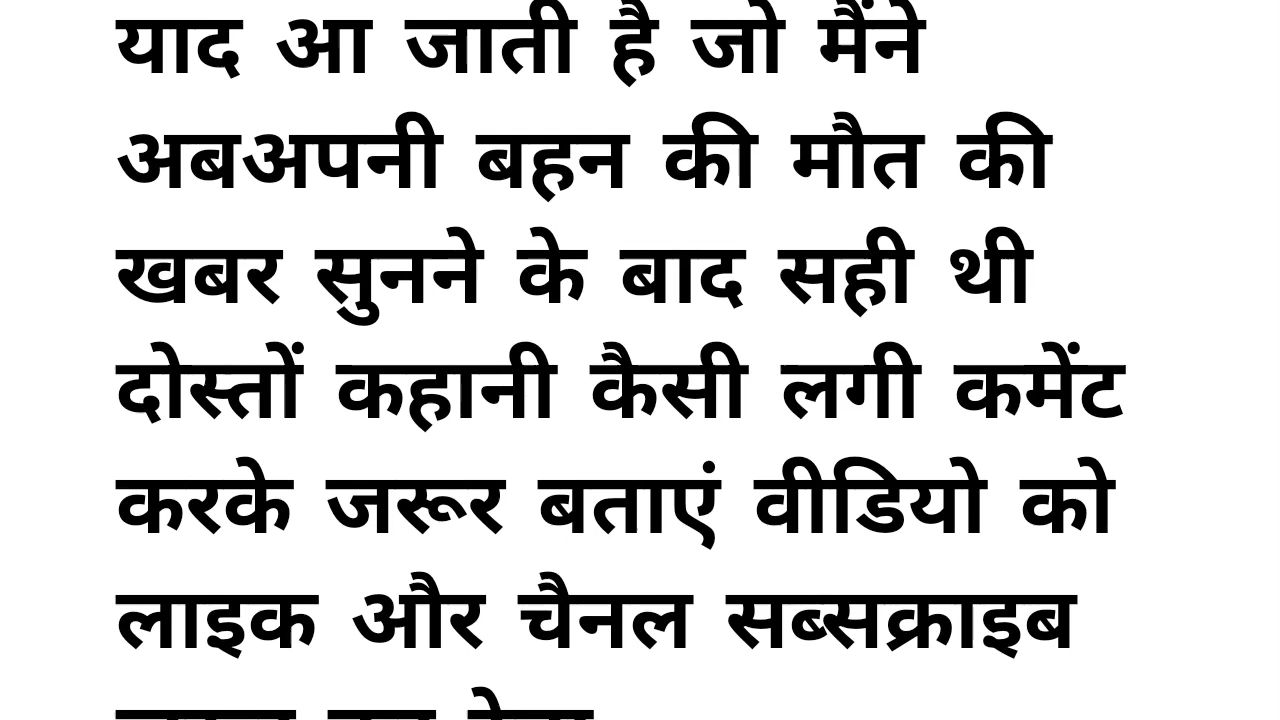 याद आ जाती है जो मैंने
अबअपनी बहन की मौत की
खबर सुनने के बाद सही थी
दोस्तों कहानी कैसी लगी कमेंट
करके जरूर बताएं वीडियो को
लाइक और चैनल सब्सक्राइब